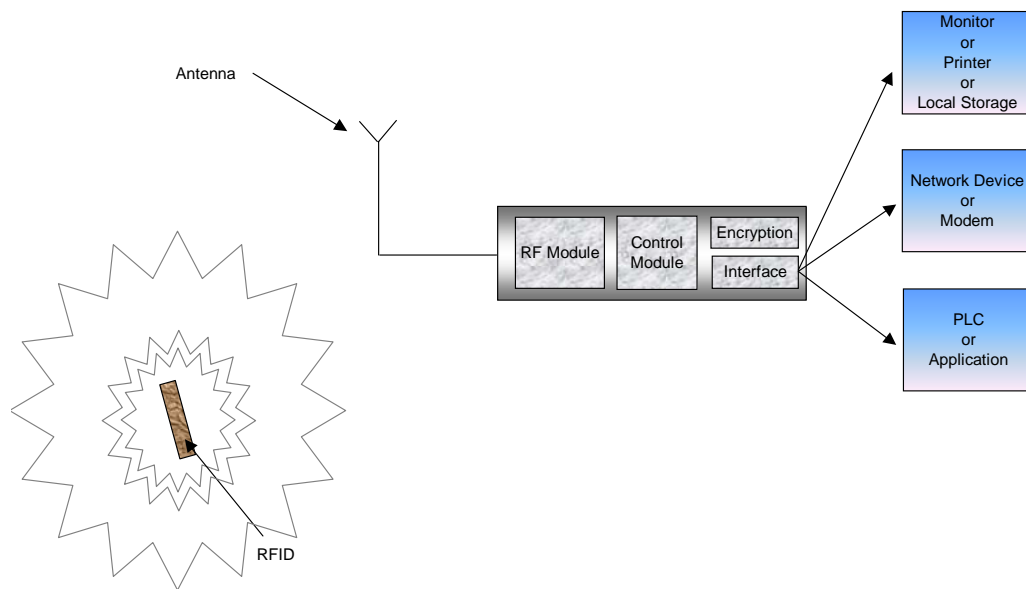 Monitor
or
Printer
or
Local Storage
Antenna
Network Device
or
Modem
RF Module
Control
Module
Encryption
Interface
PLC
or
Application
RFID